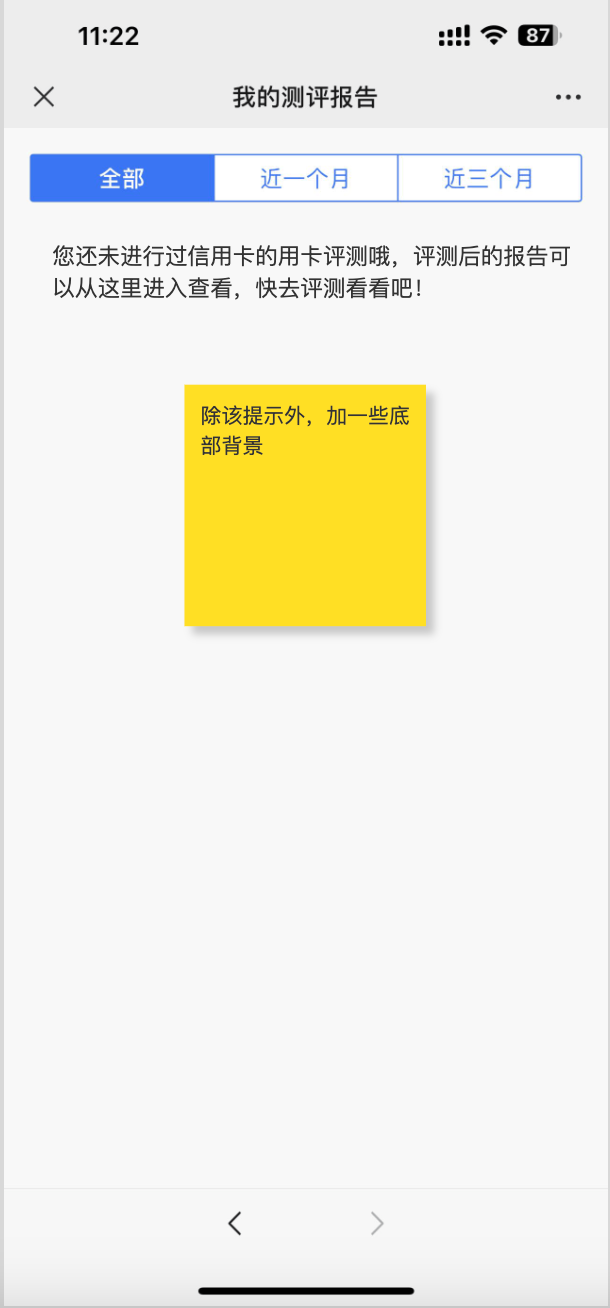 11:22
87
我的测评报告
全部
近一个月
近三个月
您还未进行过信用卡的用卡评测哦，评测后的报告可
以从这里进入查看，快去评测看看吧！
除该提示外，加一些底
部背景